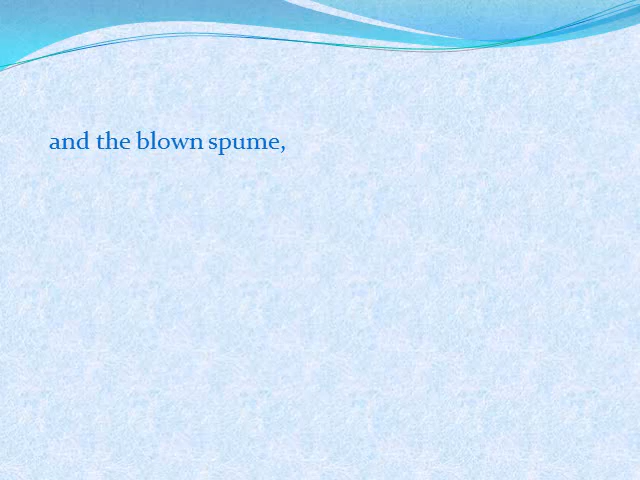 and the blown spume,